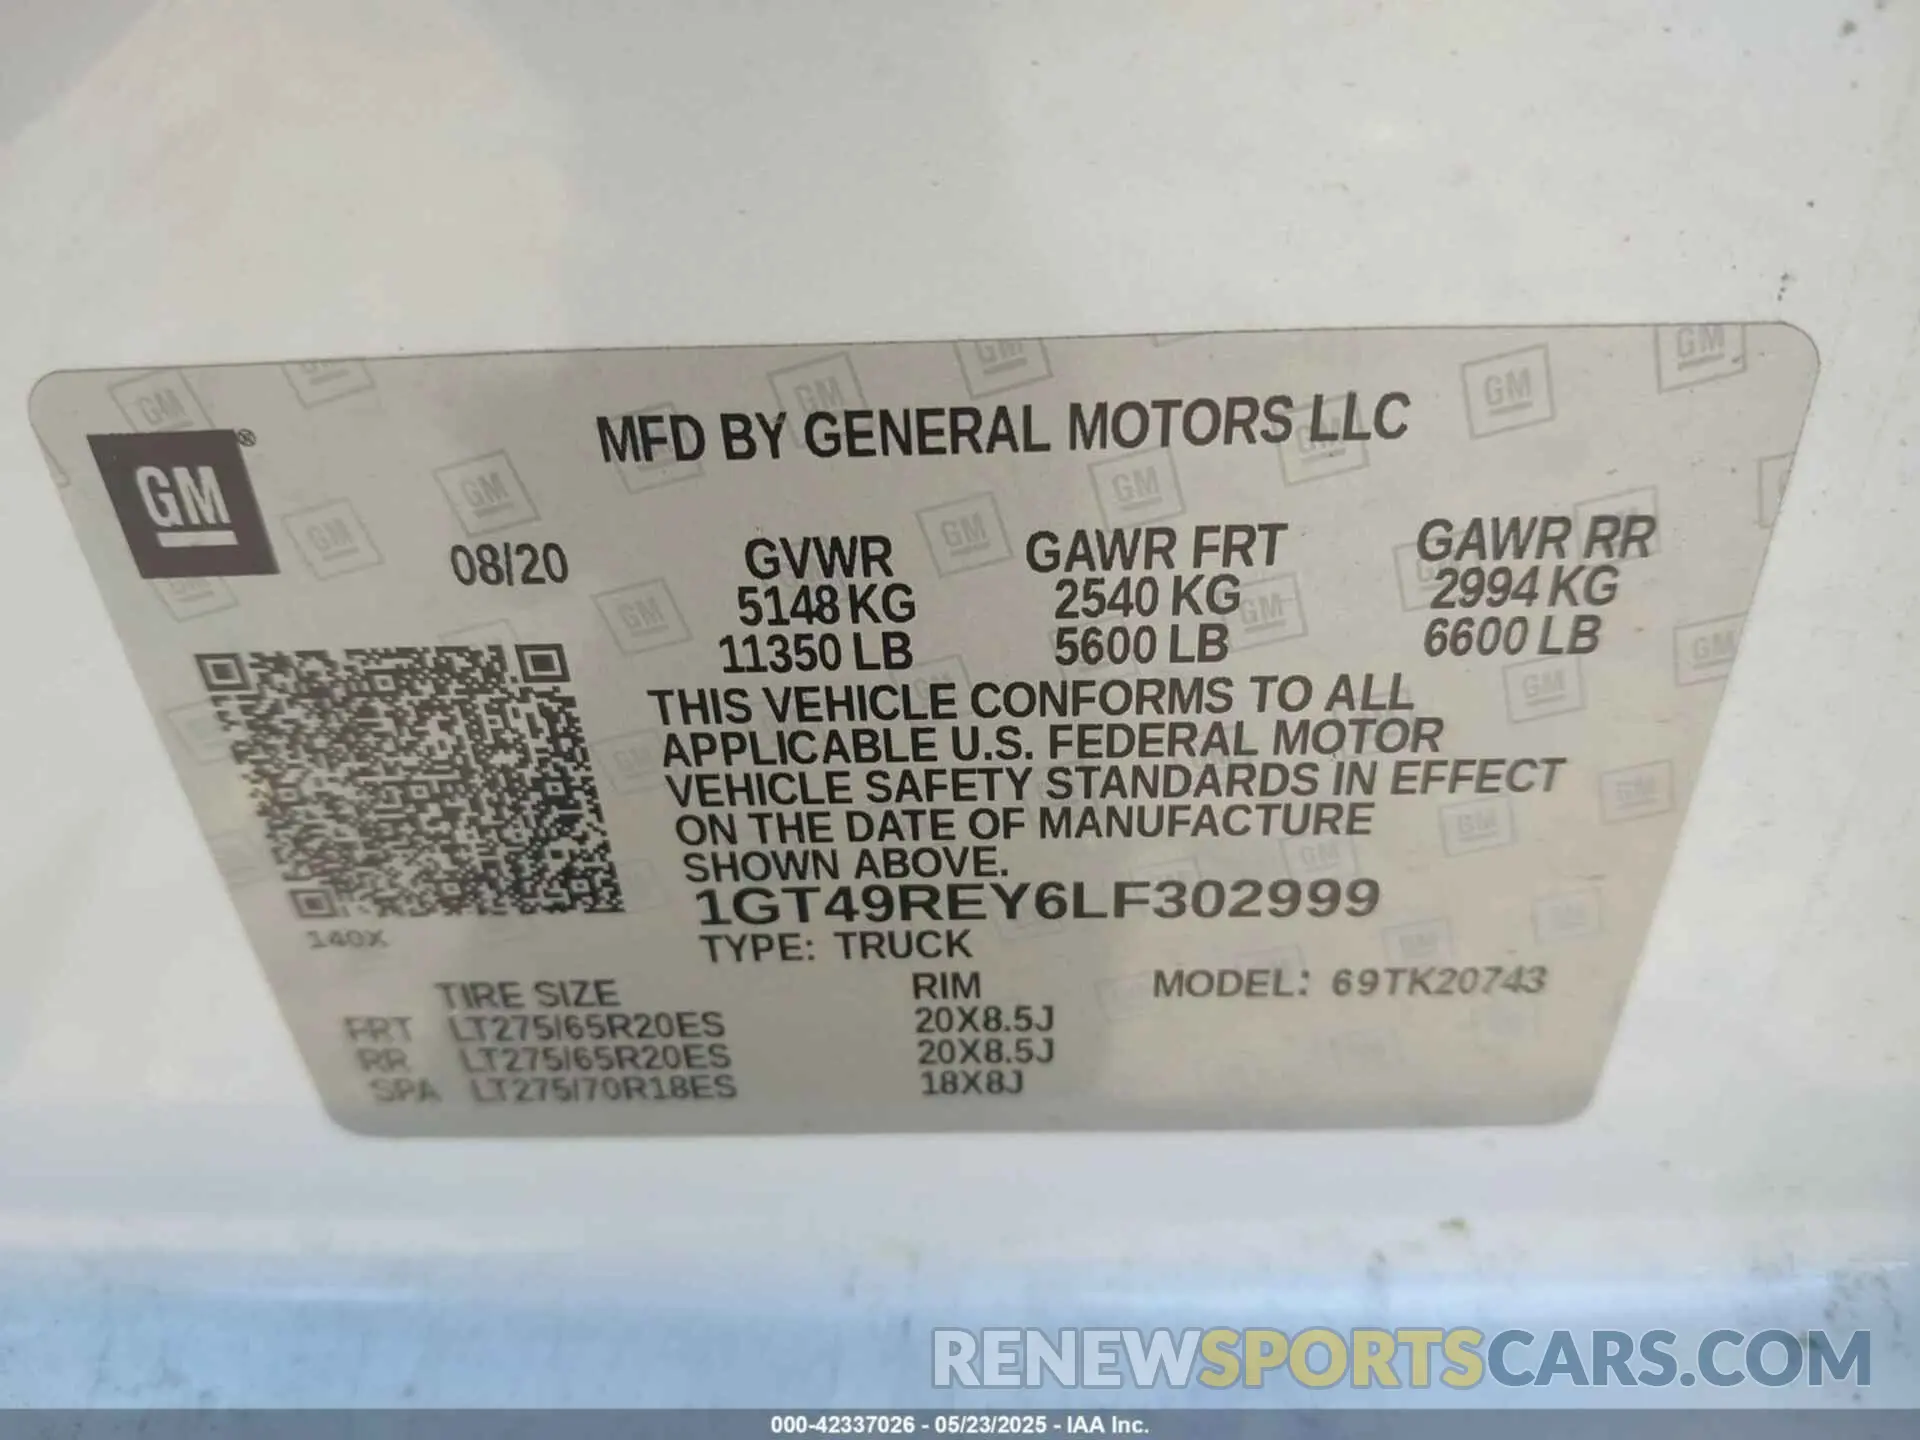 MFD BY GENERAL MOTORS LLC
GM®
08/20
GVWR GAWR FRT GAWR RR
5148 KG 2540 KG 2994 KG
11350 LB 5600 LB 6600 LB
THIS VEHICLE CONFORMS TO ALL
APPLICABLE U.S. FEDERAL MOTOR
VEHICLE SAFETY STANDARDS IN EFFECT
ON THE DATE OF MANUFACTURE
SHOWN ABOVE.
1GT49REY6LF302999
140X
TYPE: TRUCK
TIRE SIZE RIM MODEL: 69TK20743
FRT LT275/65R20ES 20X8.5J
RR LT275/65R20ES 20X8.5J
SPA LT275/70R18ES 18X8J
RENEWSPORTSCARS.COM
000-42337026 - 05/23/2025 - IAA Inc.